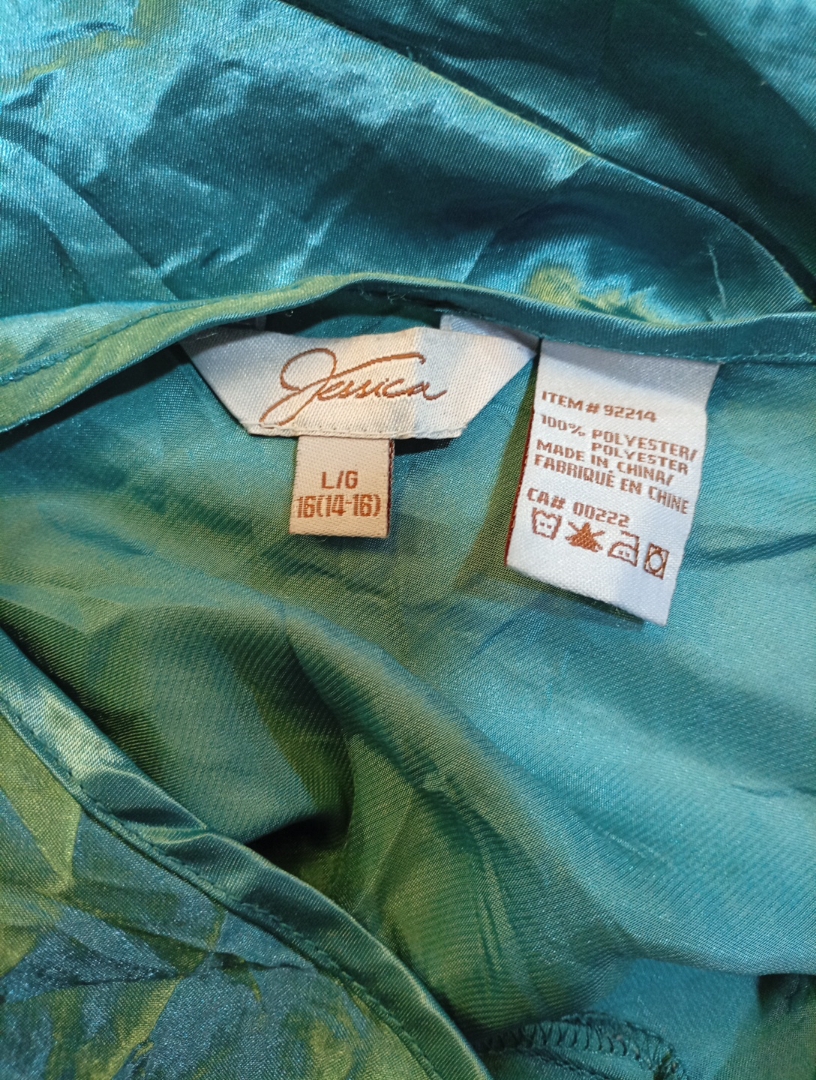 Jessica
L/G
16(14-16)
ITEM # 92214
100% POLYESTER/
POLYESTER
MADE IN CHINA/
FABRIQUÉ EN CHINE
CA# 00222